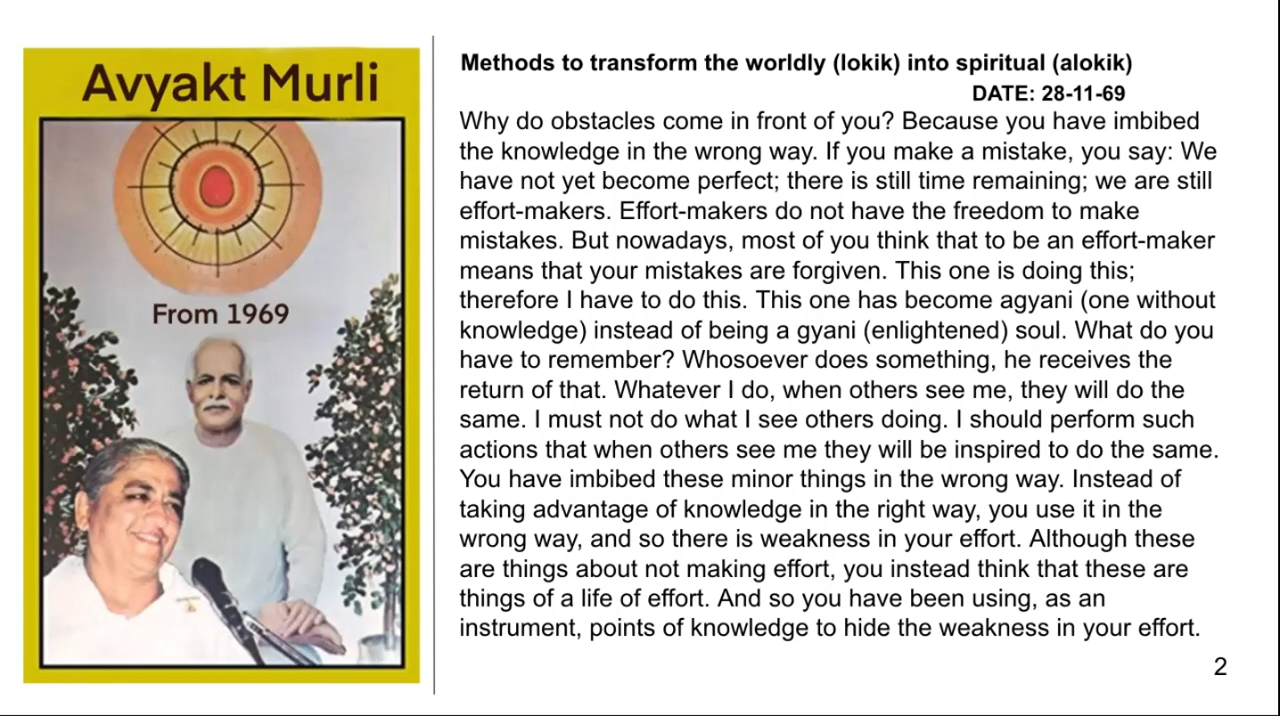 Avyakt Murli
From 1969
Methods to transform the worldly (lokik) into spiritual (alokik)
DATE: 28-11-69
Why do obstacles come in front of you? Because you have imbibed
the knowledge in the wrong way. If you make a mistake, you say: We
have not yet become perfect; there is still time remaining; we are still
effort-makers. Effort-makers do not have the freedom to make
mistakes. But nowadays, most of you think that to be an effort-maker
means that your mistakes are forgiven. This one is doing this;
therefore I have to do this. This one has become agyani (one without
knowledge) instead of being a gyani (enlightened) soul. What do you
have to remember? Whosoever does something, he receives the
return of that. Whatever I do, when others see me, they will do the
same. I must not do what I see others doing. I should perform such
actions that when others see me they will be inspired to do the same.
You have imbibed these minor things in the wrong way. Instead of
taking advantage of knowledge in the right way, you use it in the
wrong way, and so there is weakness in your effort. Although these
are things about not making effort, you instead think that these are
things of a life of effort. And so you have been using, as an
instrument, points of knowledge to hide the weakness in your effort.
2